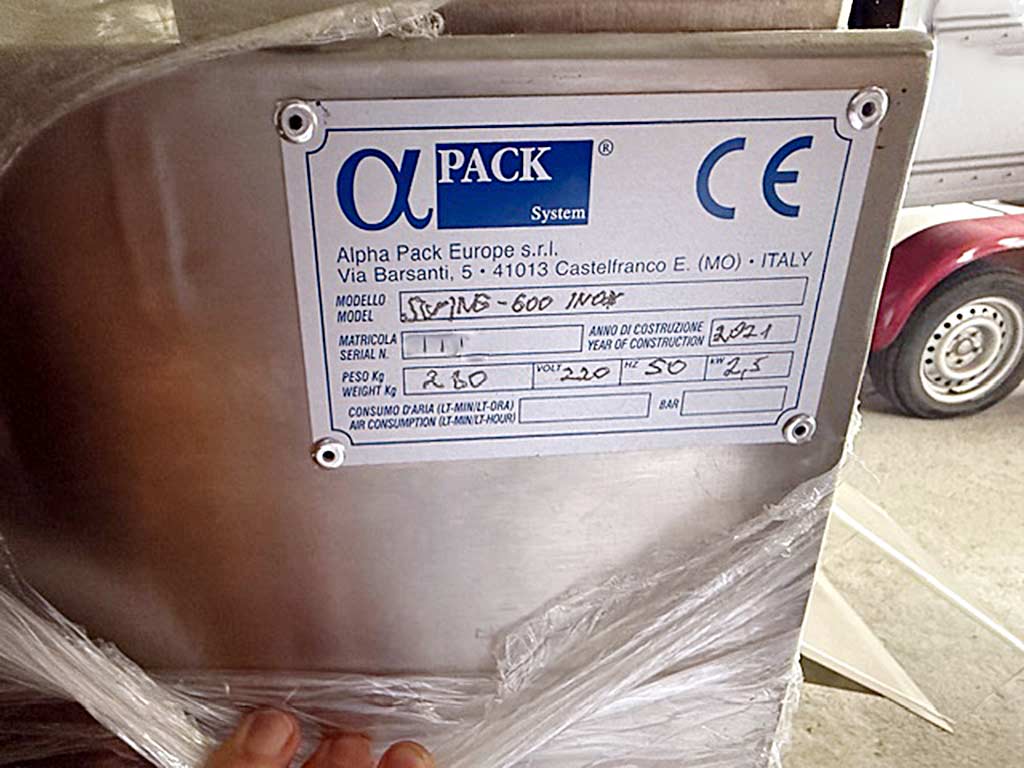 α PACK ®
System
CE
Alpha Pack Europe s.r.l.
Via Barsanti, 5 • 41013 Castelfranco E. (MO) • ITALY
MODELLO
MODEL
-600 INOX
MATRICOLA
SERIAL N.
ANNO DI COSTRUZIONE
YEAR OF CONSTRUCTION
2021
PESO Kg
WEIGHT Kg
280
VOLT 220
HZ 50
KW 2,5
CONSUMO D'ARIA (LT-MIN/LT-ORA)
AIR CONSUMPTION (LT-MIN/LT-HOUR)
BAR